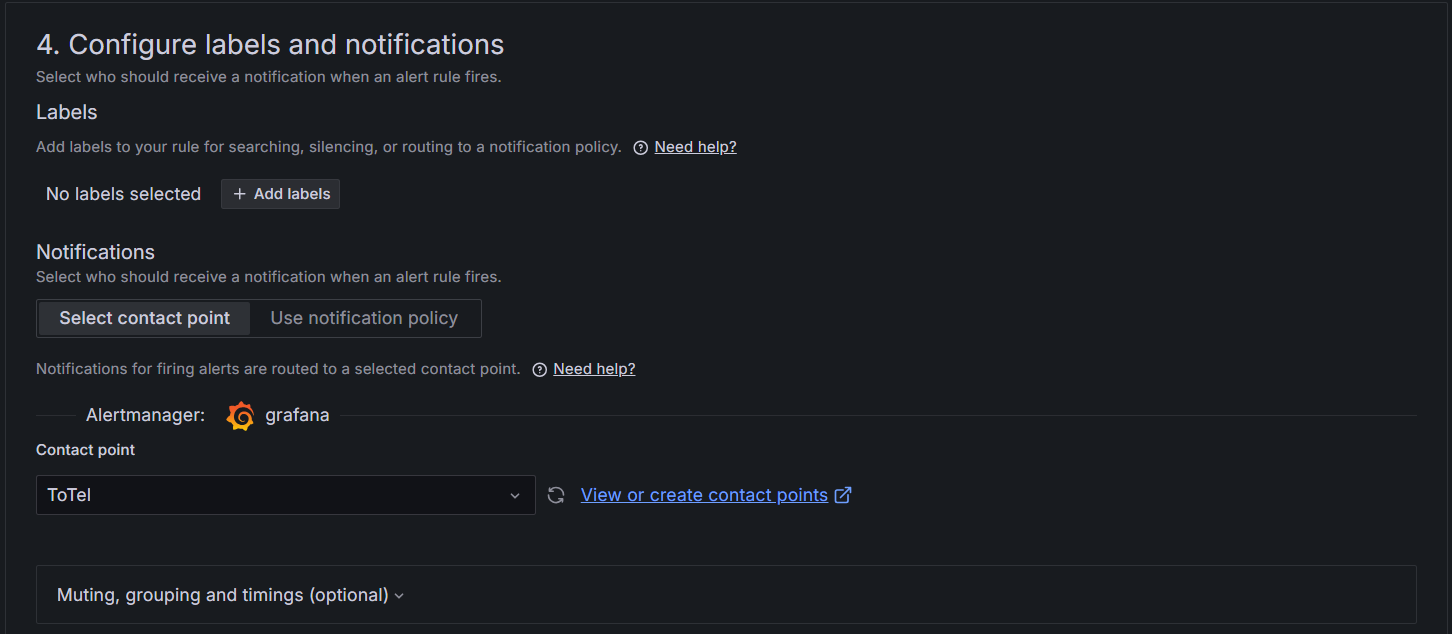 4. Configure labels and notifications
Select who should receive a notification when an alert rule fires.
Labels
Add labels to your rule for searching, silencing, or routing to a notification policy. Need help?
No labels selected + Add labels
Notifications
Select who should receive a notification when an alert rule fires.
Select contact point Use notification policy
Notifications for firing alerts are routed to a selected contact point. Need help?
Alertmanager: grafana
Contact point
ToTel View or create contact points
Muting, grouping and timings (optional)